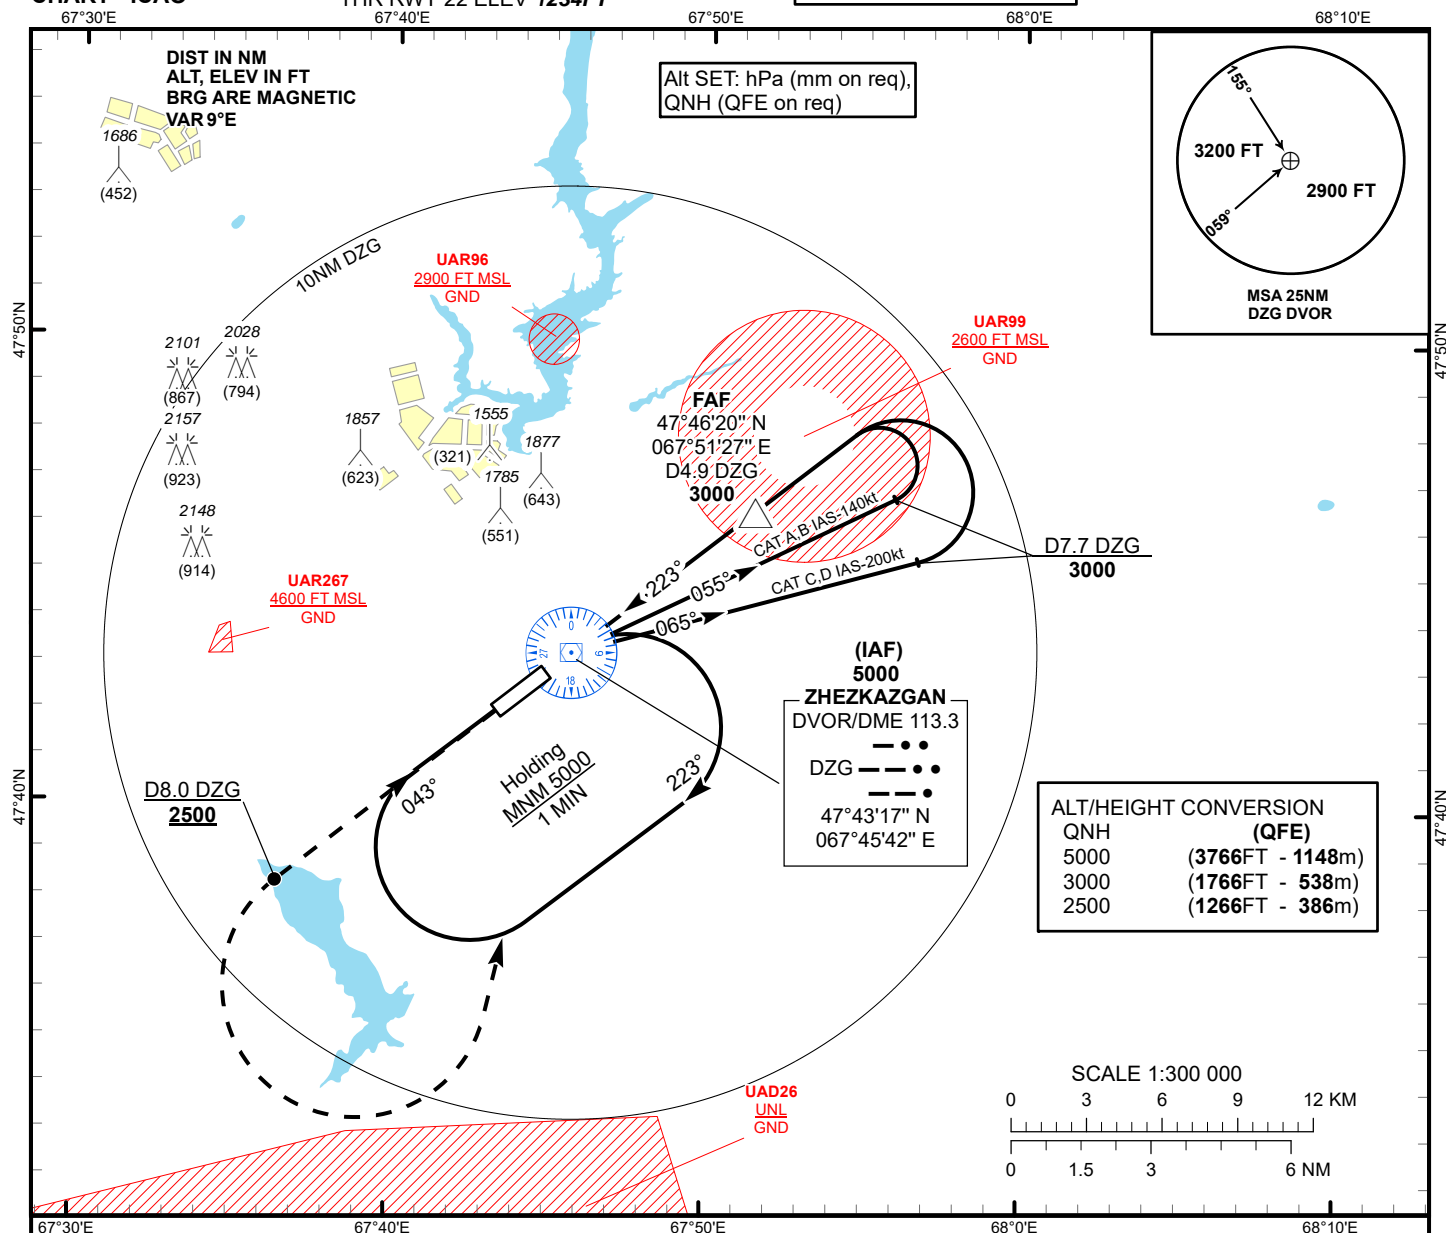 67°30'E
67°40'E
67°50'E
68°0'E
68°10'E
DIST IN NM
ALT, ELEV IN FT
BRG ARE MAGNETIC
VAR 9°E
Alt SET: hPa (mm on req),
QNH (QFE on req)
155°
3200 FT
2900 FT
059°
MSA 25NM
DZG DVOR
1686
(452)
10NM DZG
UAR96
2900 FT MSL
GND
UAR99
2600 FT MSL
GND
47°50'N
47°50'N
2101
(867)
2028
(794)
2157
(923)
2148
(914)
1857
(623)
1555
(321)
1877
(643)
1785
(551)
FAF
47°46'20" N
067°51'27" E
D4.9 DZG
3000
CAT A,B IAS-140kt
CAT C,D IAS-200kt
223°
055°
065°
D7.7 DZG
3000
UAR267
4600 FT MSL
GND
0
9
18
27
(IAF)
5000
ZHEZKAZGAN
DVOR/DME 113.3
DZG
47°43'17" N
067°45'42" E
Holding
MNM 5000
1 MIN
043°
223°
D8.0 DZG
2500
47°40'N
47°40'N
ALT/HEIGHT CONVERSION
QNH (QFE)
5000 (3766FT - 1148m)
3000 (1766FT - 538m)
2500 (1266FT - 386m)
UAD26
UNL
GND
SCALE 1:300 000
0 3 6 9 12 KM
0 1.5 3 6 NM
67°30'E
67°40'E
67°50'E
68°0'E
68°10'E